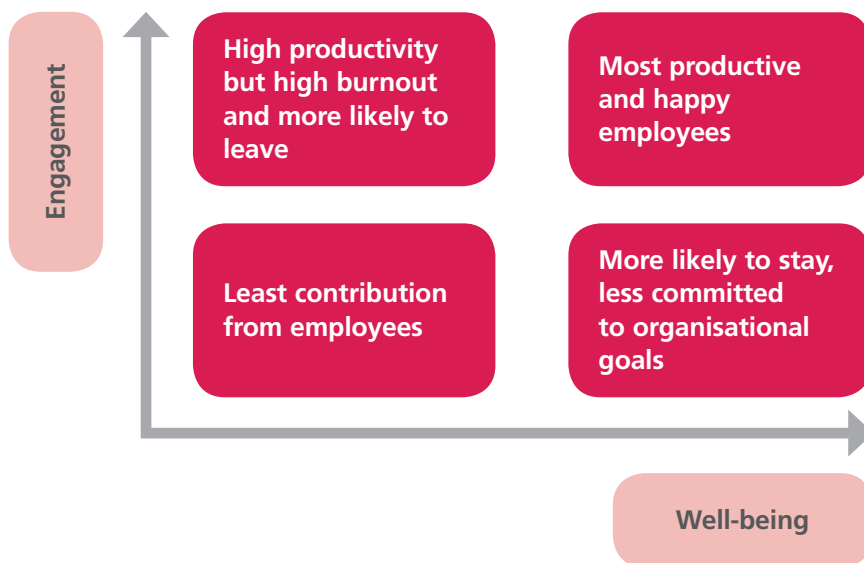 Engagement
High productivity
but high burnout
and more likely to
leave
Most productive
and happy
employees
Least contribution
from employees
More likely to stay,
less committed
to organisational
goals
Well-being